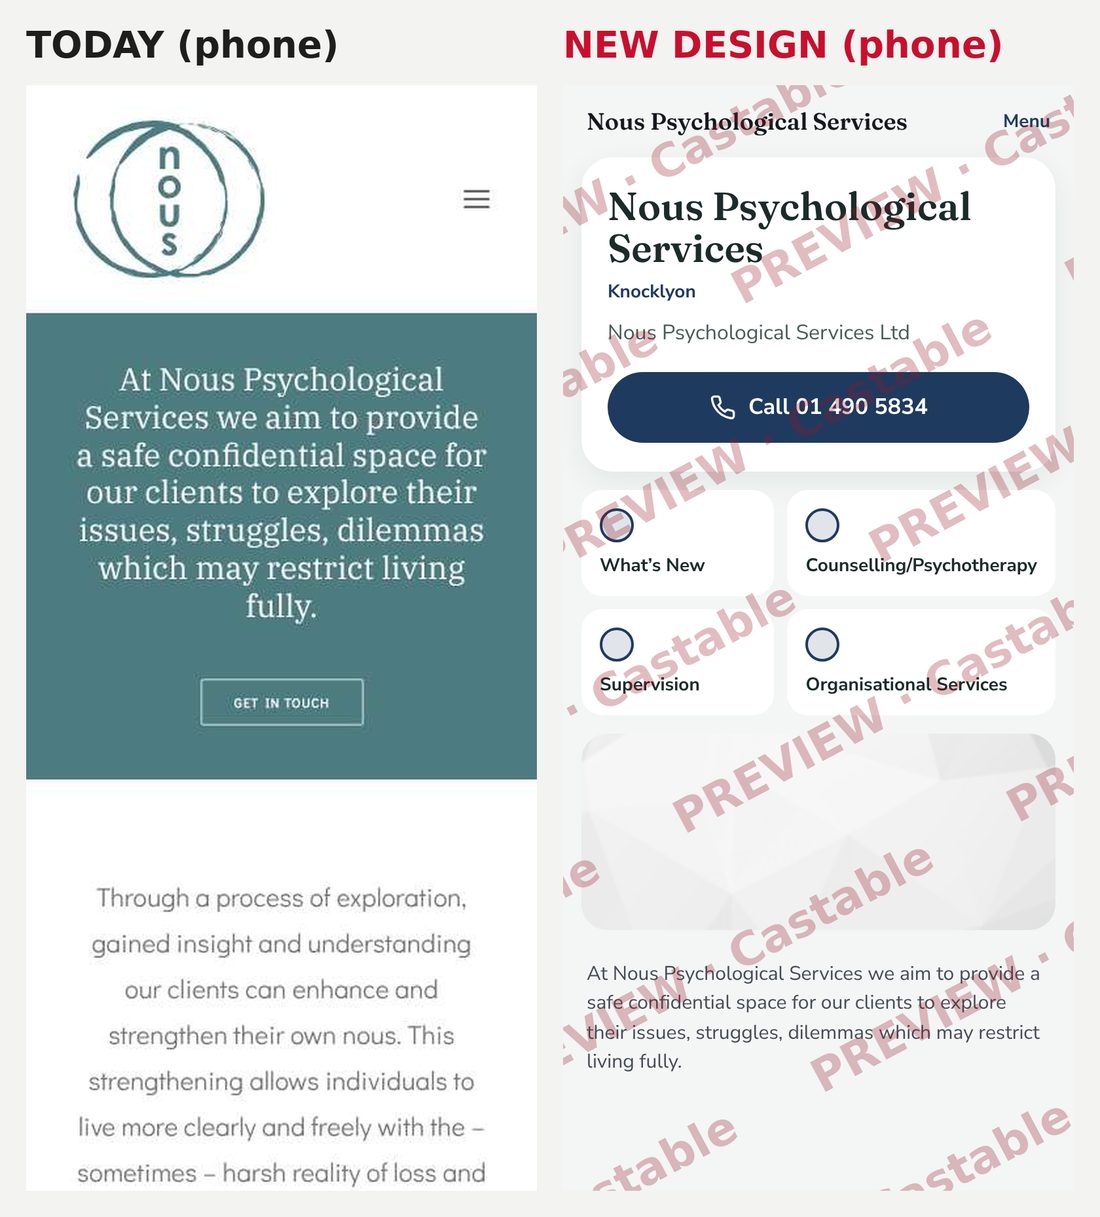 TODAY (phone)
nous
At Nous Psychological
Services we aim to provide
a safe confidential space for
our clients to explore their
issues, struggles, dilemmas
which may restrict living
fully.
GET IN TOUCH
Through a process of exploration,
gained insight and understanding
our clients can enhance and
strengthen their own nous. This
strengthening allows individuals to
live more clearly and freely with the –
sometimes – harsh reality of loss and
NEW DESIGN (phone)
Nous Psychological Services
Menu
Nous Psychological
Services
Knocklyon
Nous Psychological Services Ltd
Call 01 490 5834
What's New
Counselling/Psychotherapy
Supervision
Organisational Services
At Nous Psychological Services we aim to provide a
safe confidential space for our clients to explore
their issues, struggles, dilemmas which may restrict
living fully.
PREVIEW · Castable